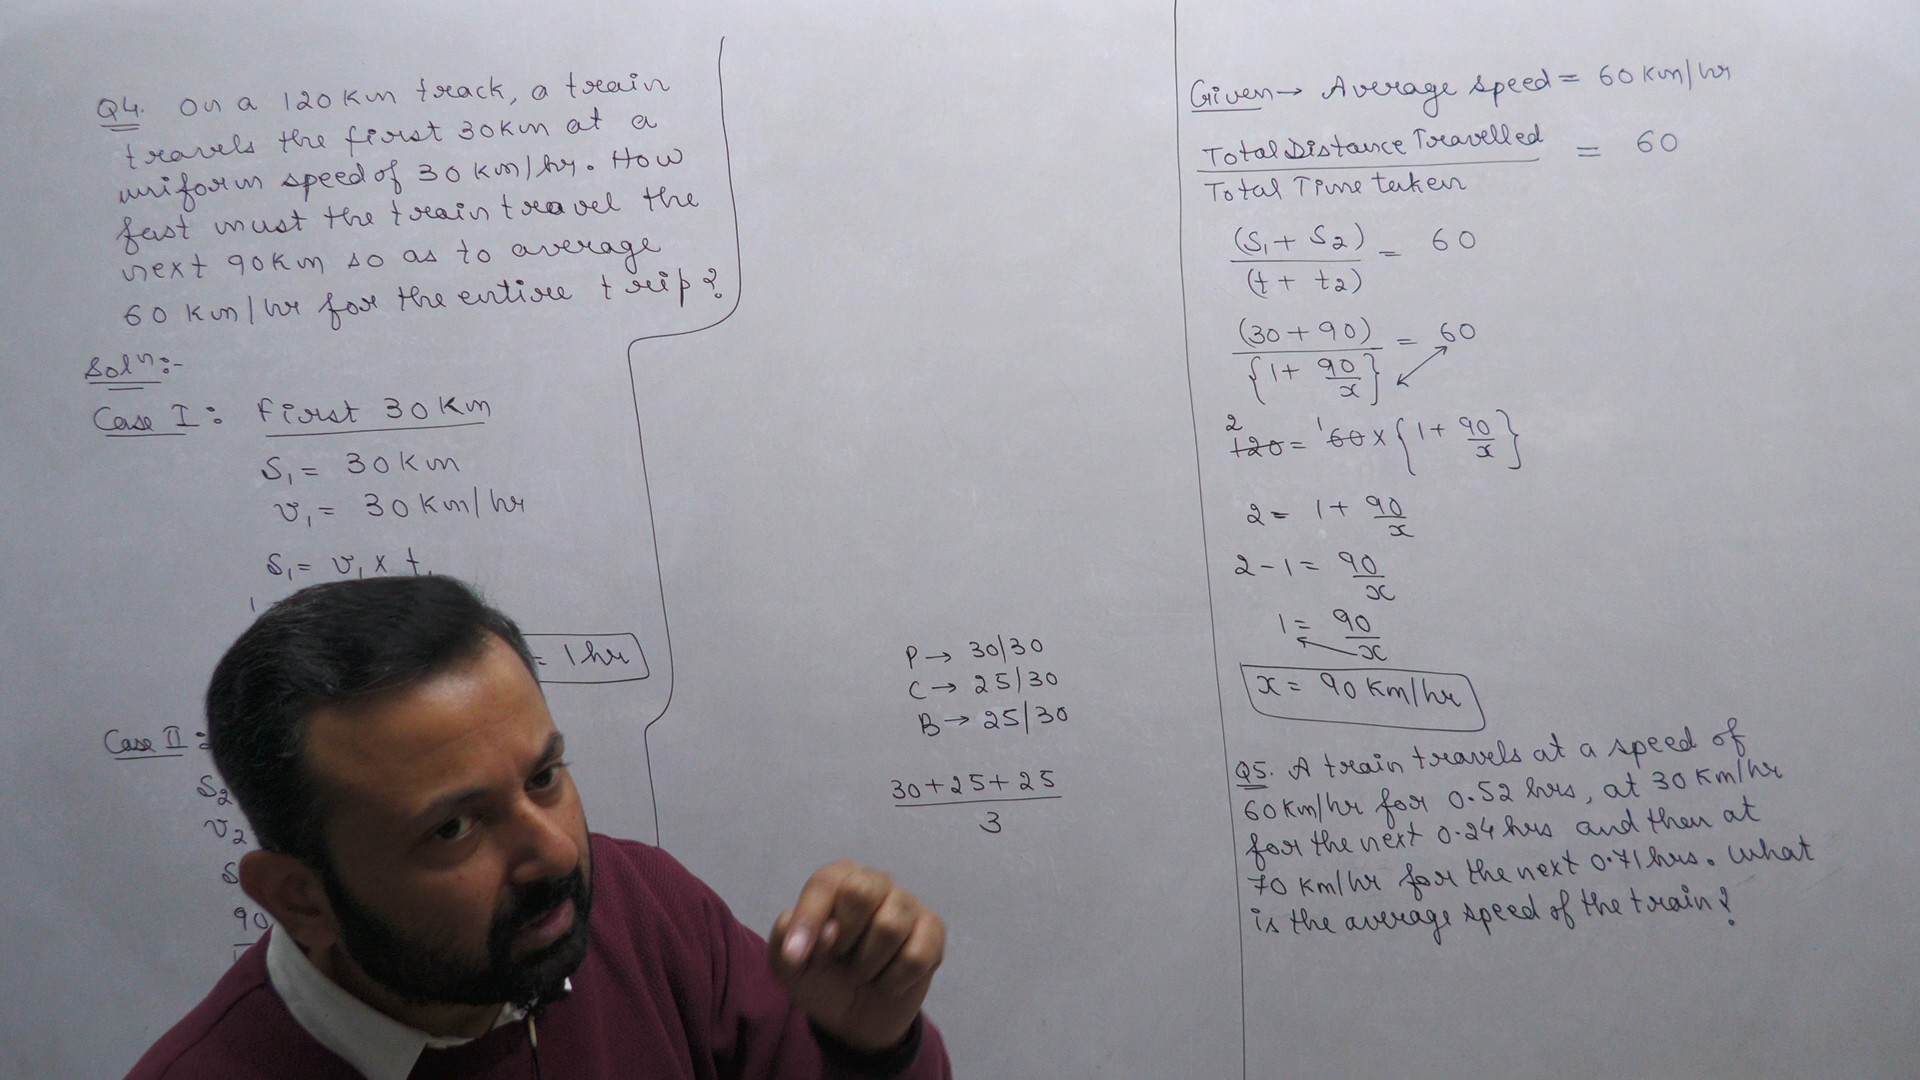 Q4. On a 120 Km track, a train
travels the first 30Km at a
uniform speed of 30 Km/hr. How
fast must the train travel the
next 90Km so as to average
60 Km/hr for the entire trip?
Solⁿ:-
Case I: First 30 Km
S₁ = 30 Km
v₁ = 30 Km/hr
S₁ = v₁ x t
= 1 hr
Case II:
S₂
v₂
S
90
P → 30/30
C → 25/30
B → 25/30
30+25+25
3
Given → Average speed = 60 Km/hr
Total Distance Travelled = 60
Total Time taken
(S₁ + S₂) = 60
(t + t₂)
(30+90) = 60
{1+ 90/x}
2
120 = ¹60 x {1+ 90/x}
2 = 1+ 90/x
2-1 = 90/x
1 = 90/x
x = 90 Km/hr
Q5. A train travels at a speed of
60 Km/hr for 0.52 hrs, at 30 Km/hr
for the next 0.24 hrs and then at
70 Km/hr for the next 0.71 hrs. What
is the average speed of the train?